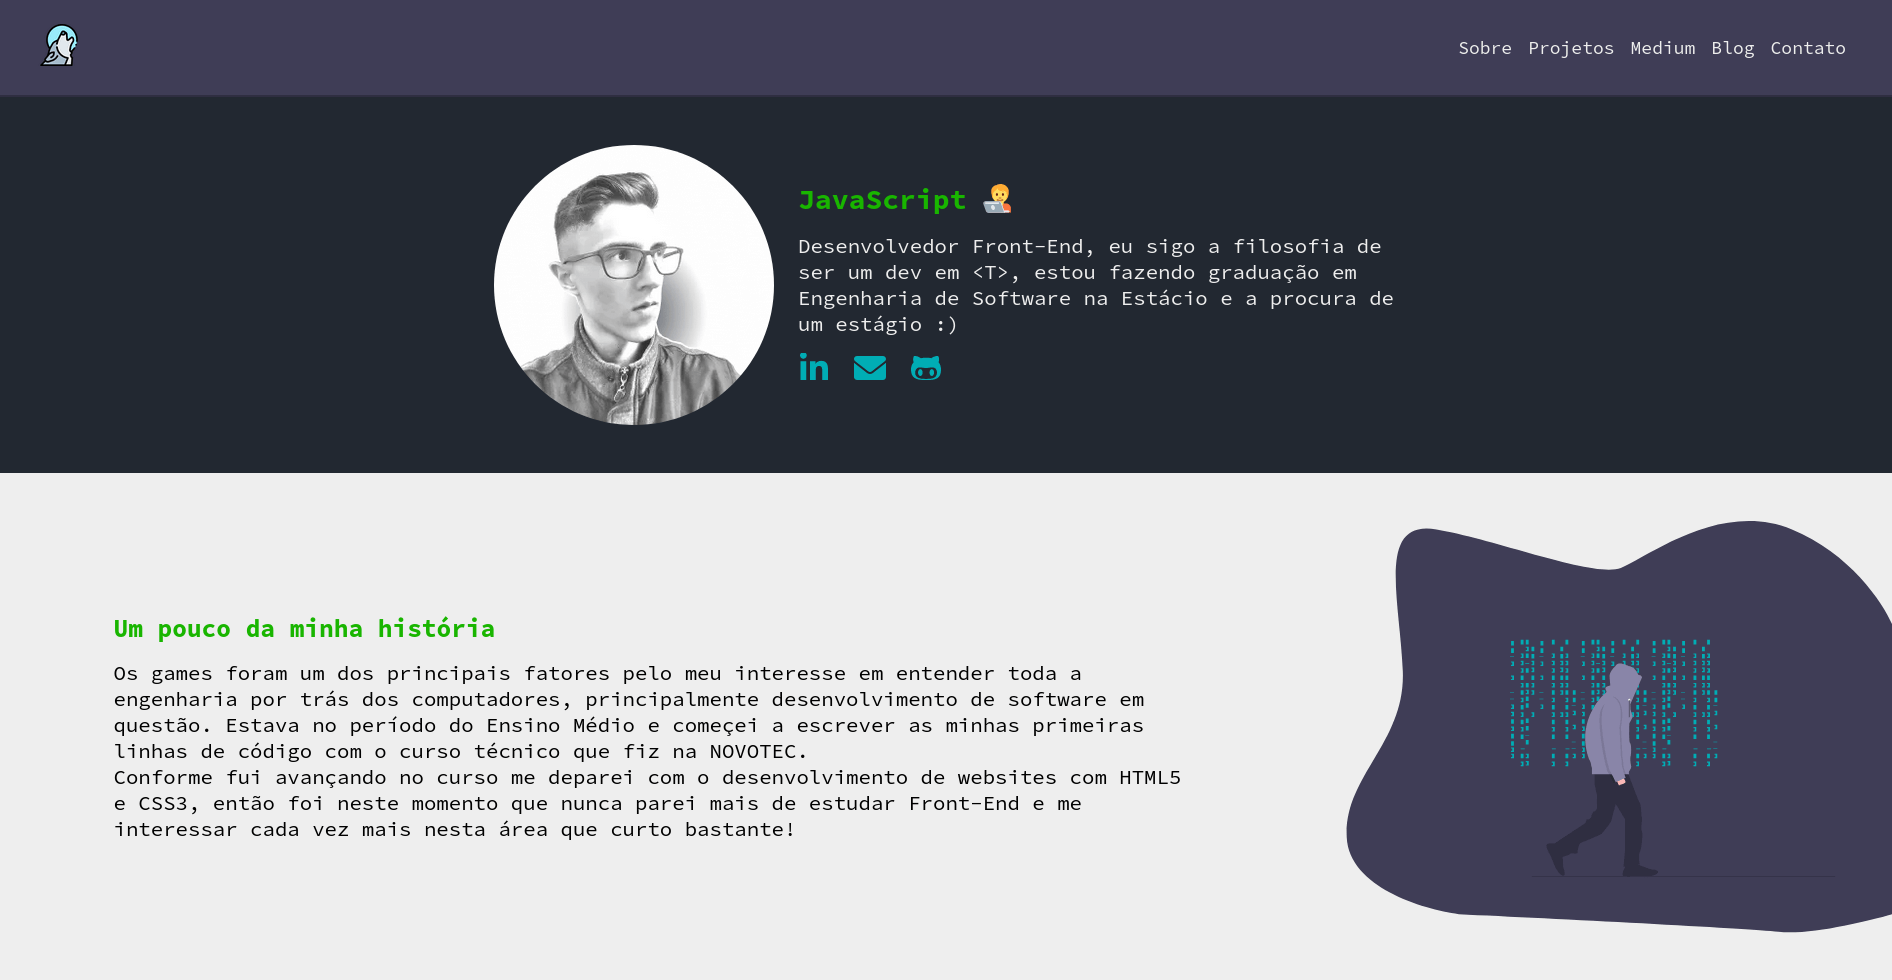 Sobre Projetos Medium Blog Contato
JavaScript 🧑‍💻
Desenvolvedor Front-End, eu sigo a filosofia de
ser um dev em <T>, estou fazendo graduação em
Engenharia de Software na Estácio e a procura de
um estágio :)
in
Um pouco da minha história
Os games foram um dos principais fatores pelo meu interesse em entender toda a
engenharia por trás dos computadores, principalmente desenvolvimento de software em
questão. Estava no período do Ensino Médio e começei a escrever as minhas primeiras
linhas de código com o curso técnico que fiz na NOVOTEC.
Conforme fui avançando no curso me deparei com o desenvolvimento de websites com HTML5
e CSS3, então foi neste momento que nunca parei mais de estudar Front-End e me
interessar cada vez mais nesta área que curto bastante!